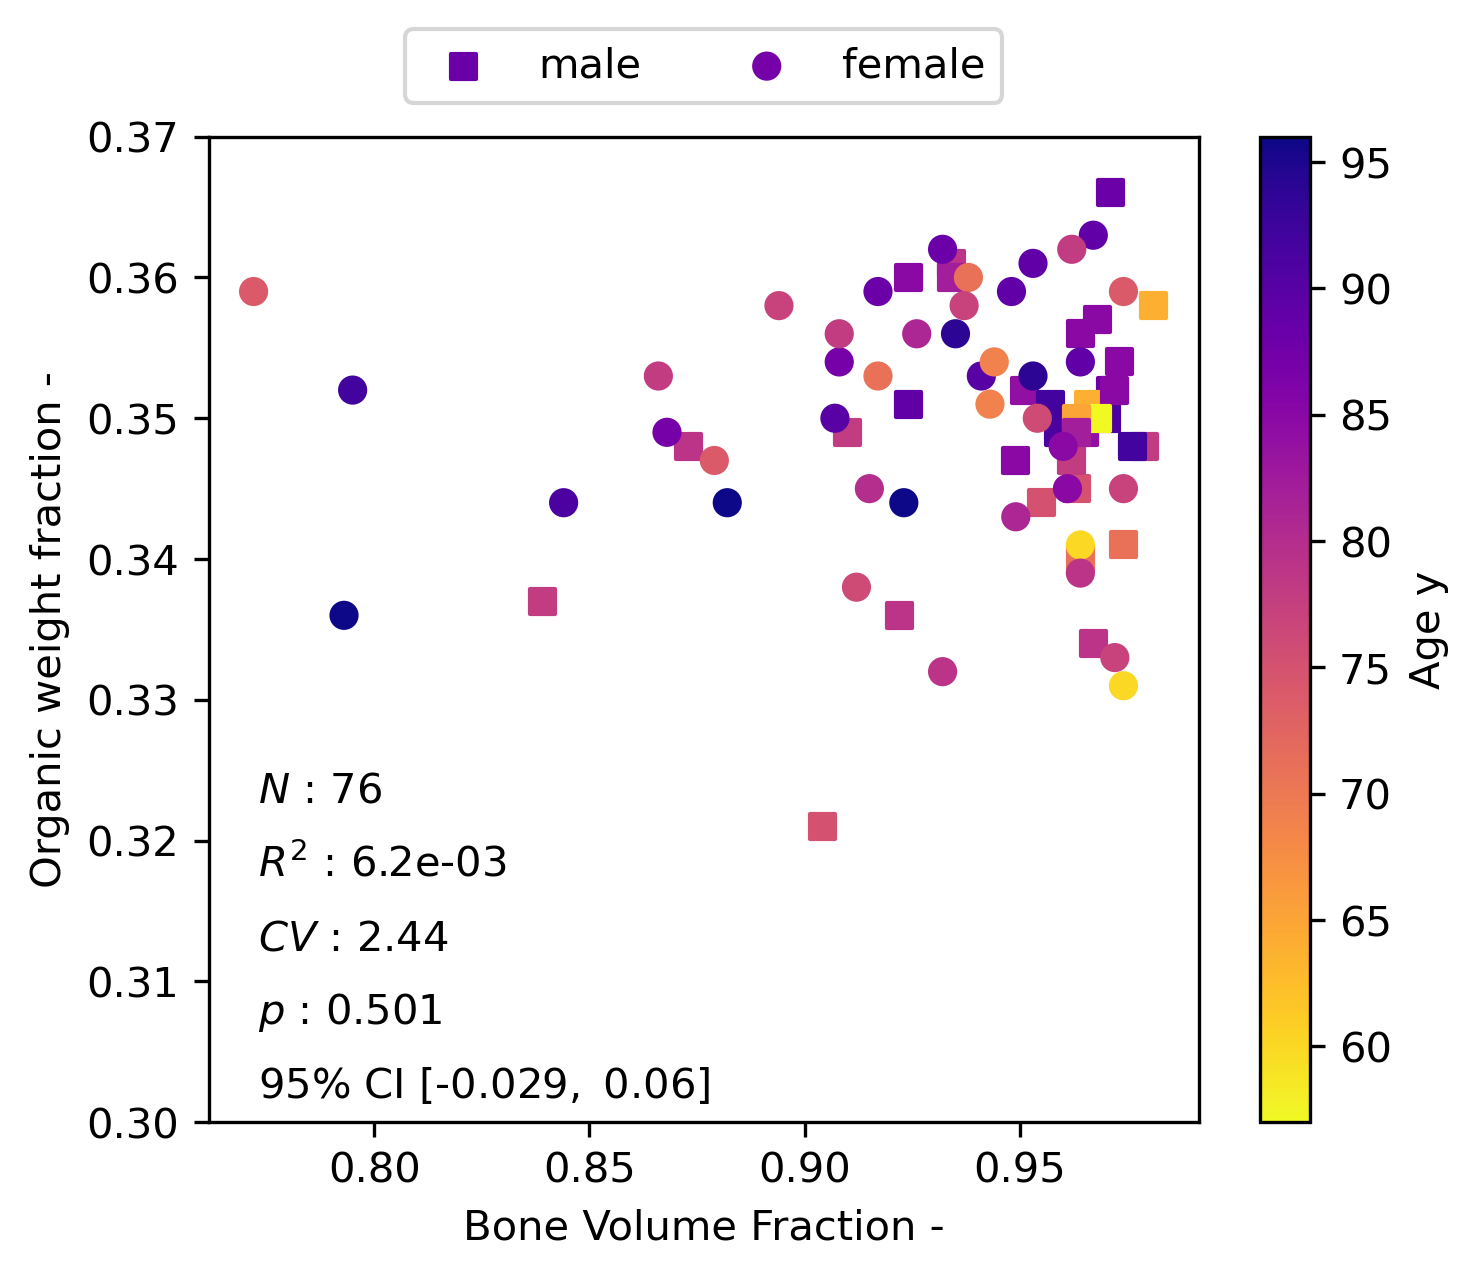 male female
0.37
0.36
0.35
0.34
0.33
0.32
0.31
0.30
Organic weight fraction -
N : 76
R² : 6.2e-03
CV : 2.44
p : 0.501
95% CI [-0.029, 0.06]
0.80 0.85 0.90 0.95
Bone Volume Fraction -
95
90
85
80
75
70
65
60
Age y